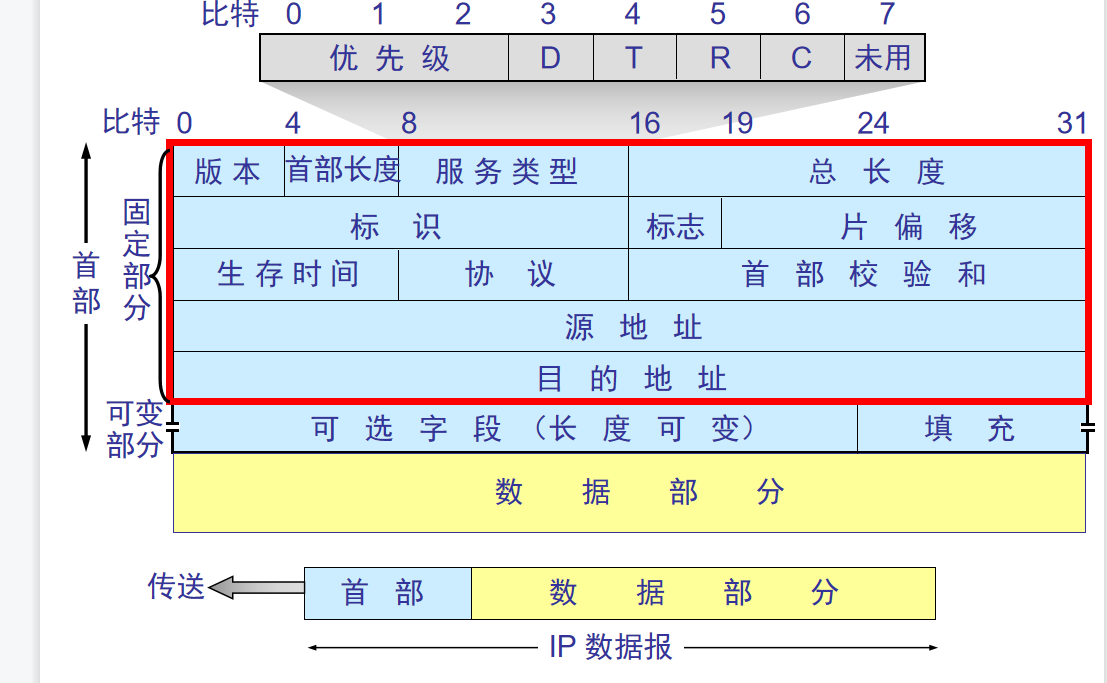 比特 0 1 2 3 4 5 6 7
优先级 D T R C 未用
比特 0 4 8 16 19 24 31
版本 首部长度 服务类型 总长度
标识 标志 片偏移
生存时间 协议 首部校验和
源地址
目的地址
首部
固定部分
可变部分
可选字段（长度可变） 填充
数据部分
传送 首部 数据部分
IP 数据报